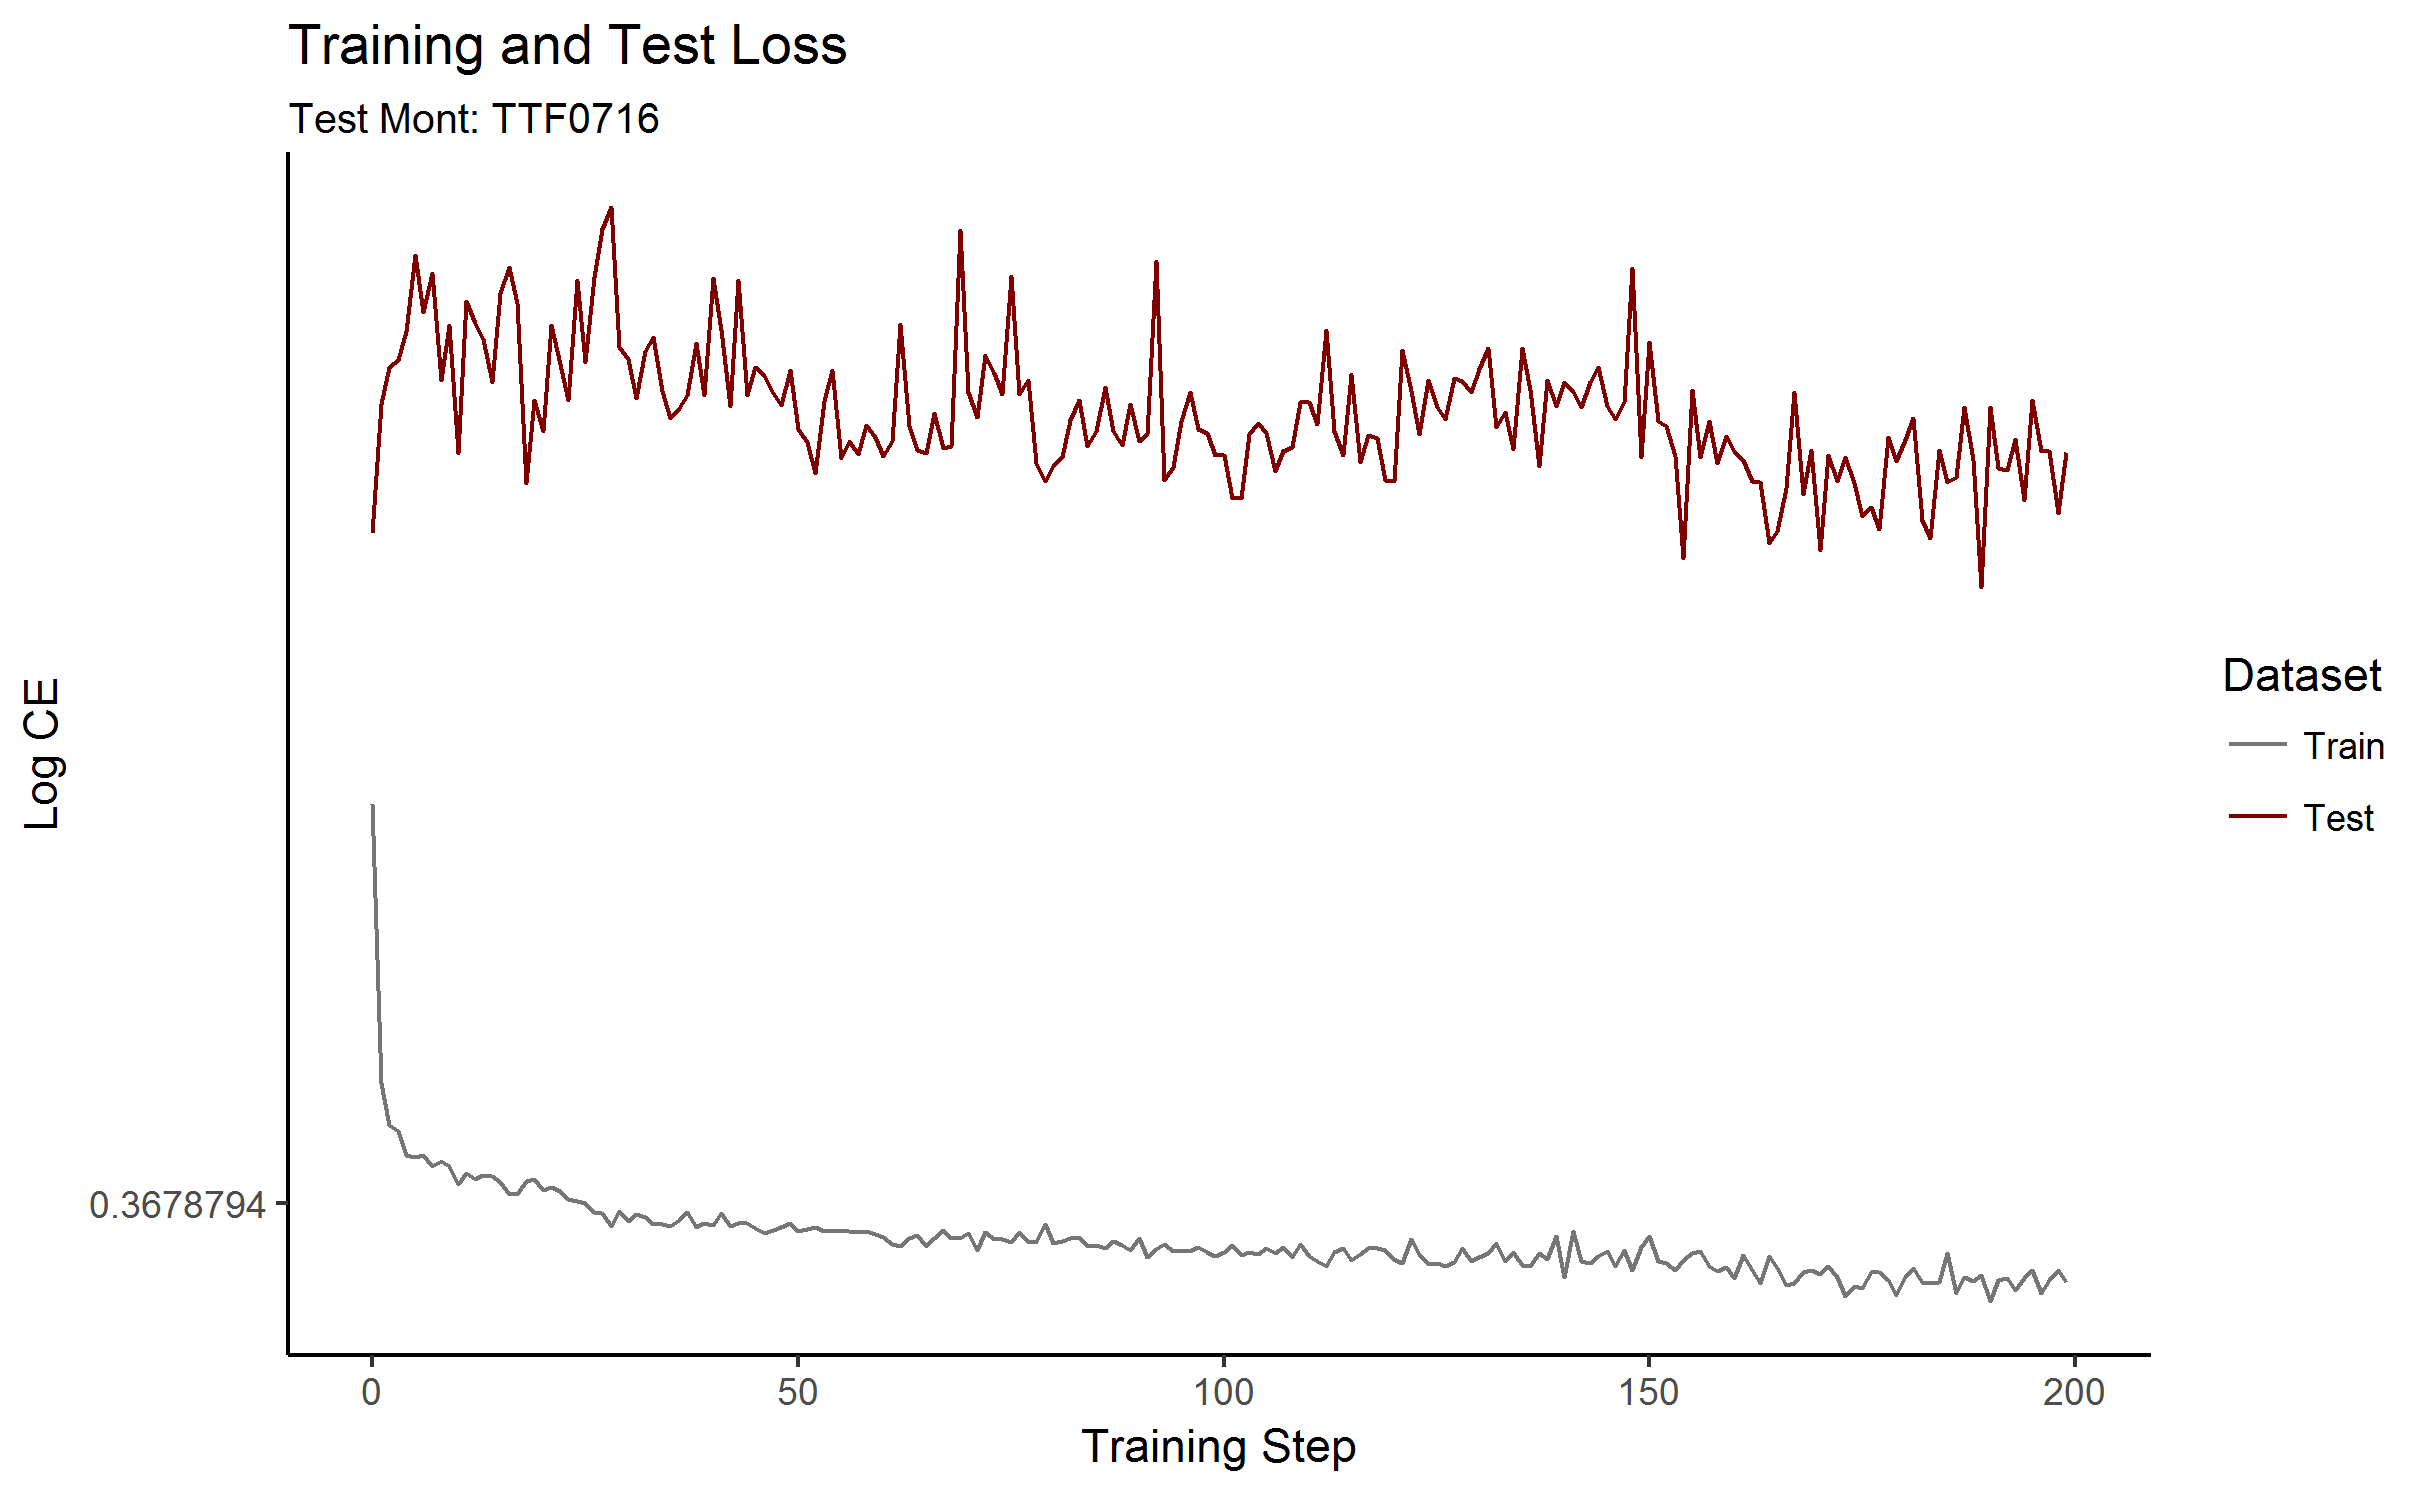 Training and Test Loss
Test Mont: TTF0716
Log CE
0.3678794
0 50 100 150 200
Training Step
Dataset
Train
Test